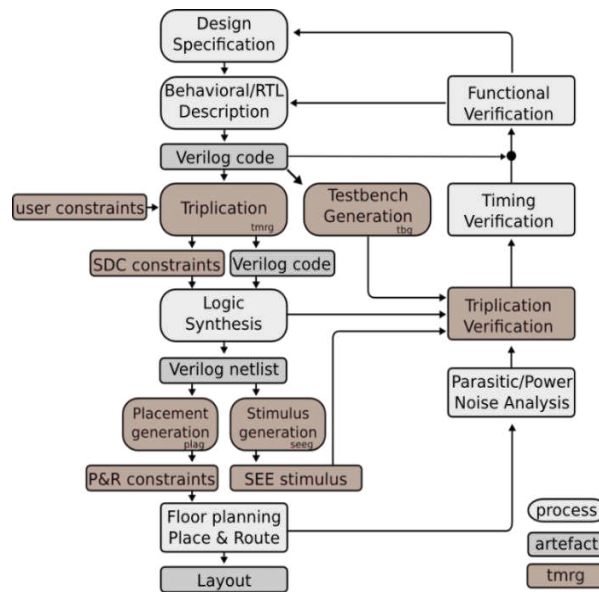 Design
Specification
Behavioral/RTL
Description
Functional
Verification
Verilog code
user constraints
Triplication
tmrg
Testbench
Generation
tbg
Timing
Verification
SDC constraints
Verilog code
Logic
Synthesis
Triplication
Verification
Verilog netlist
Parasitic/Power
Noise Analysis
Placement
generation
plag
Stimulus
generation
seeg
P&R constraints
SEE stimulus
Floor planning
Place & Route
Layout
process
artefact
tmrg